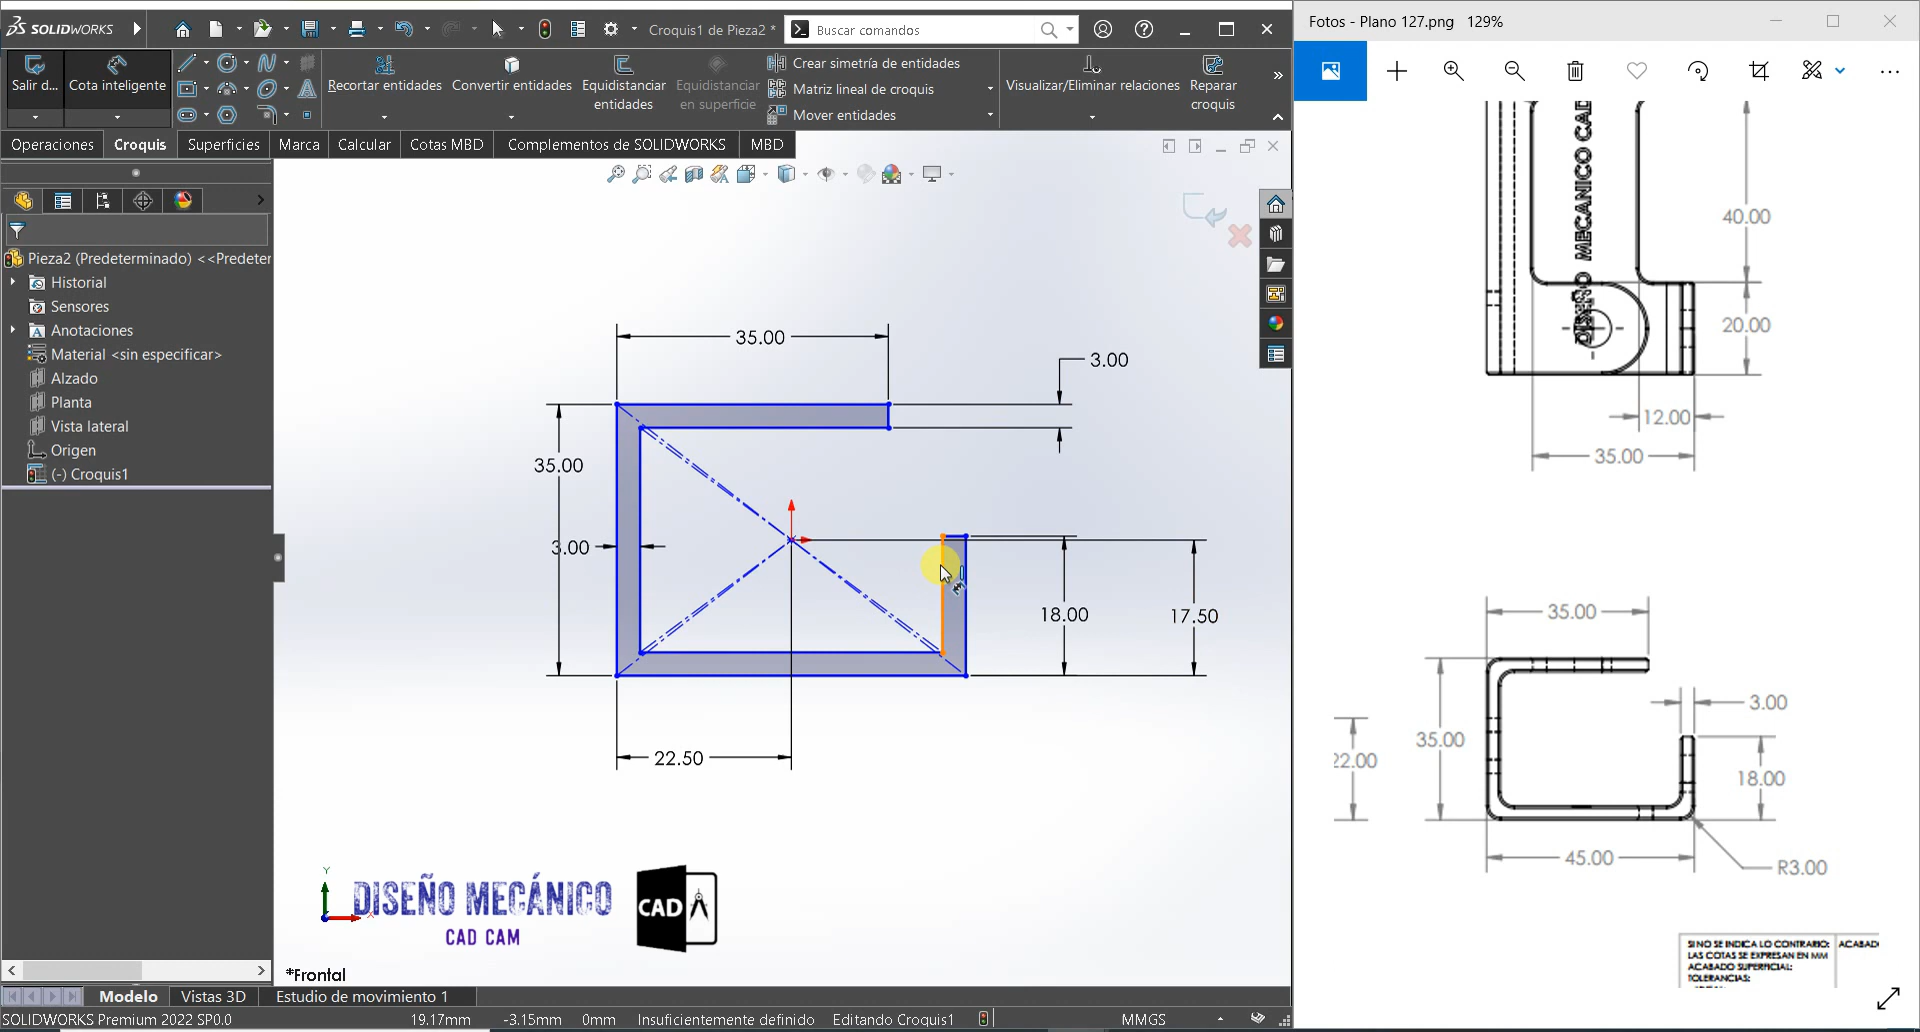 SOLIDWORKS
Croquis1 de Pieza2 *
Buscar comandos
Fotos - Plano 127.png 129%
Salir d...
Cota inteligente
Recortar entidades
Convertir entidades
Equidistanciar
entidades
Equidistanciar
en superficie
Crear simetría de entidades
Matriz lineal de croquis
Mover entidades
Visualizar/Eliminar relaciones
Reparar
croquis
Operaciones
Croquis
Superficies
Marca
Calcular
Cotas MBD
Complementos de SOLIDWORKS
MBD
Pieza2 (Predeterminado) <<Predeter
Historial
Sensores
Anotaciones
Material <sin especificar>
Alzado
Planta
Vista lateral
Origen
(-) Croquis1
35.00
3.00
35.00
3.00
18.00
17.50
22.50
DISEÑO MECÁNICO
CAD CAM
CAD
Y
X
*Frontal
DISEÑO MECANICO CAD
40.00
20.00
12.00
35.00
35.00
3.00
35.00
22.00
18.00
45.00
R3.00
SI NO SE INDICA LO CONTRARIO:
LAS COTAS SE EXPRESAN EN MM
ACABADO SUPERFICIAL:
TOLERANCIAS:
ACABAD
Modelo
Vistas 3D
Estudio de movimiento 1
SOLIDWORKS Premium 2022 SP0.0
19.17mm
-3.15mm
0mm
Insuficientemente definido
Editando Croquis1
MMGS